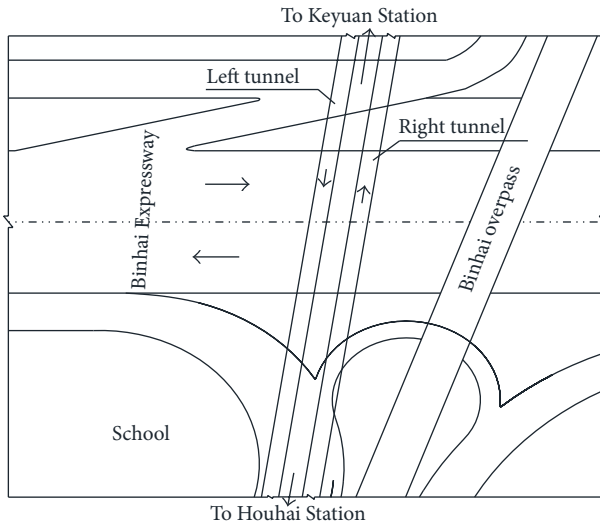 To Keyuan Station
Left tunnel
Right tunnel
Binhai Expressway
Binhai overpass
School
To Houhai Station